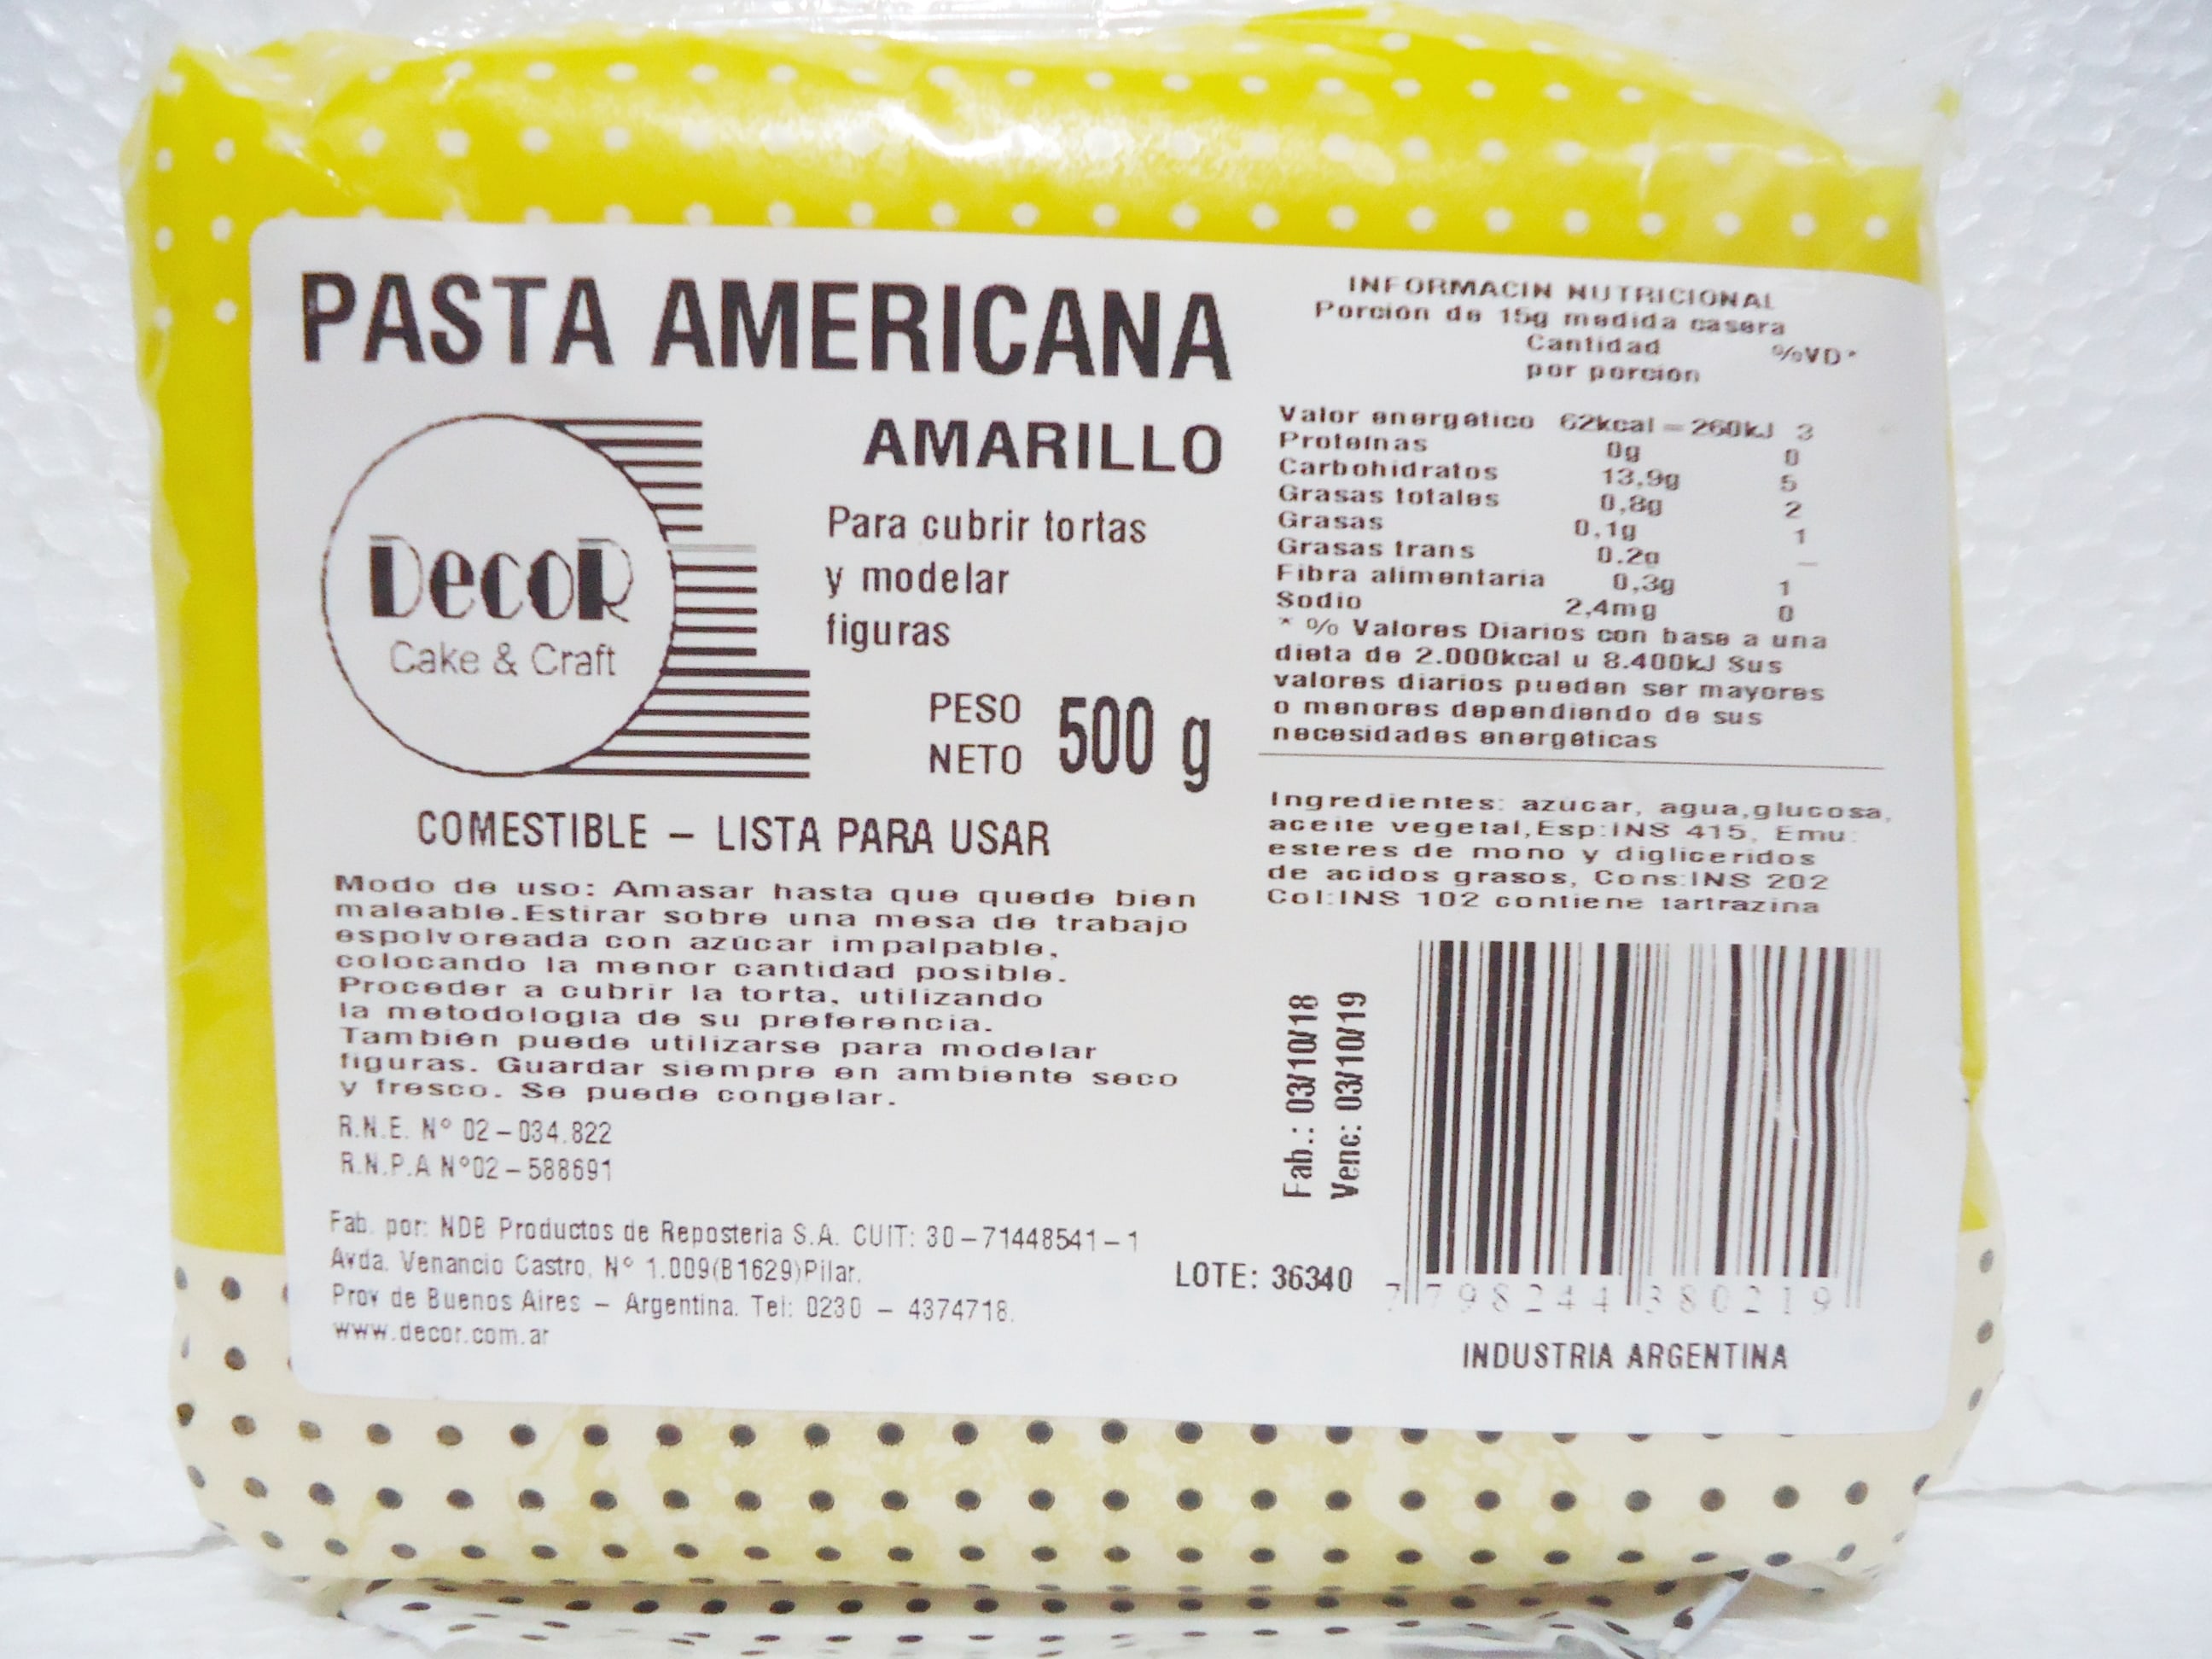 PASTA AMERICANA
AMARILLO
DecoR
Cake & Craft
Para cubrir tortas
y modelar
figuras
PESO
NETO
500 g
COMESTIBLE – LISTA PARA USAR
Modo de uso: Amasar hasta que quede bien
maleable.Estirar sobre una mesa de trabajo
espolvoreada con azúcar impalpable,
colocando la menor cantidad posible.
Proceder a cubrir la torta, utilizando
la metodología de su preferencia.
También puede utilizarse para modelar
figuras. Guardar siempre en ambiente seco
y fresco. Se puede congelar.
R.N.E. Nº 02–034.822
R.N.P.A Nº02–588691
Fab. por: NDB Productos de Reposteria S.A. CUIT: 30–71448541–1
Avda. Venancio Castro. Nº 1.009(B1629)Pilar.
Prov de Buenos Aires – Argentina. Tel: 0230 – 4374718.
www.decor.com.ar
INFORMACIN NUTRICIONAL
Porción de 15g medida casera
Cantidad %VD*
por porción
Valor energético 62kcal = 260kJ 3
Proteínas 0g 0
Carbohidratos 13,9g 5
Grasas totales 0,8g 2
Grasas 0,1g 1
Grasas trans 0.2g –
Fibra alimentaria 0,3g 1
Sodio 2,4mg 0
* % Valores Diarios con base a una
dieta de 2.000kcal u 8.400kJ Sus
valores diarios pueden ser mayores
o menores dependiendo de sus
necesidades energéticas
Ingredientes: azucar, agua,glucosa,
aceite vegetal,Esp:INS 415, Emu:
esteres de mono y digliceridos
de acidos grasos, Cons:INS 202
Col:INS 102 contiene tartrazina
Fab.: 03/10/18
Venc: 03/10/19
LOTE: 36340
7 798244 380219
INDUSTRIA ARGENTINA